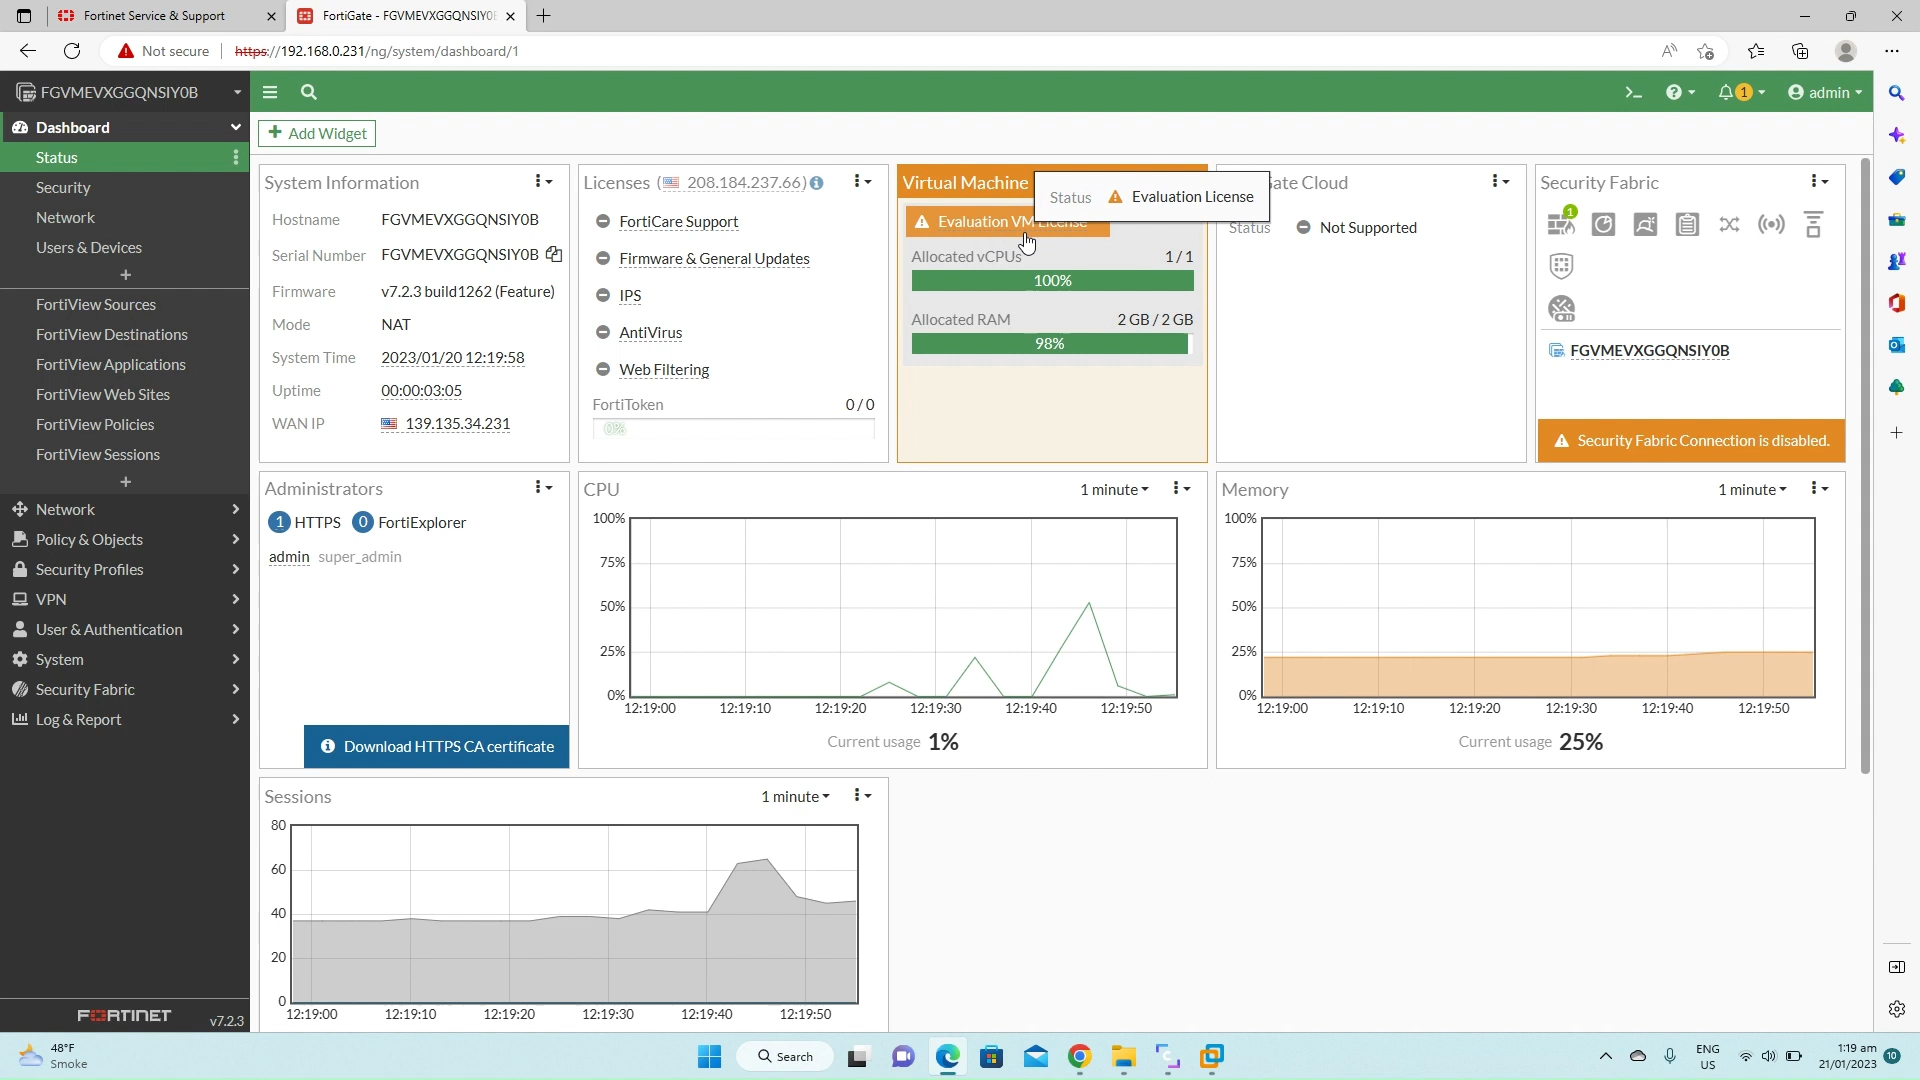 Fortinet Service & Support
FortiGate - FGVMEVXGGQNSIY0B
Not secure
https://192.168.0.231/ng/system/dashboard/1
FGVMEVXGGQNSIY0B
1
admin
Dashboard
Status
Security
Network
Users & Devices
FortiView Sources
FortiView Destinations
FortiView Applications
FortiView Web Sites
FortiView Policies
FortiView Sessions
Network
Policy & Objects
Security Profiles
VPN
User & Authentication
System
Security Fabric
Log & Report
FORTINET
v7.2.3
Add Widget
System Information
Hostname FGVMEVXGGQNSIY0B
Serial Number FGVMEVXGGQNSIY0B
Firmware v7.2.3 build1262 (Feature)
Mode NAT
System Time 2023/01/20 12:19:58
Uptime 00:00:03:05
WAN IP 139.135.34.231
Licenses (208.184.237.66)
FortiCare Support
Firmware & General Updates
IPS
AntiVirus
Web Filtering
FortiToken 0/0
0%
Virtual Machine
Status Evaluation License
Evaluation VM License
Allocated vCPUs 1/1
100%
Allocated RAM 2 GB / 2 GB
98%
Gate Cloud
Status Not Supported
Security Fabric
1
FGVMEVXGGQNSIY0B
Security Fabric Connection is disabled.
Administrators
1 HTTPS 0 FortiExplorer
admin super_admin
Download HTTPS CA certificate
CPU 1 minute
100%
75%
50%
25%
0%
12:19:00 12:19:10 12:19:20 12:19:30 12:19:40 12:19:50
Current usage 1%
Memory 1 minute
100%
75%
50%
25%
0%
12:19:00 12:19:10 12:19:20 12:19:30 12:19:40 12:19:50
Current usage 25%
Sessions 1 minute
80
60
40
20
0
12:19:00 12:19:10 12:19:20 12:19:30 12:19:40 12:19:50
48°F
Smoke
Search
ENG
US
1:19 am
21/01/2023
10